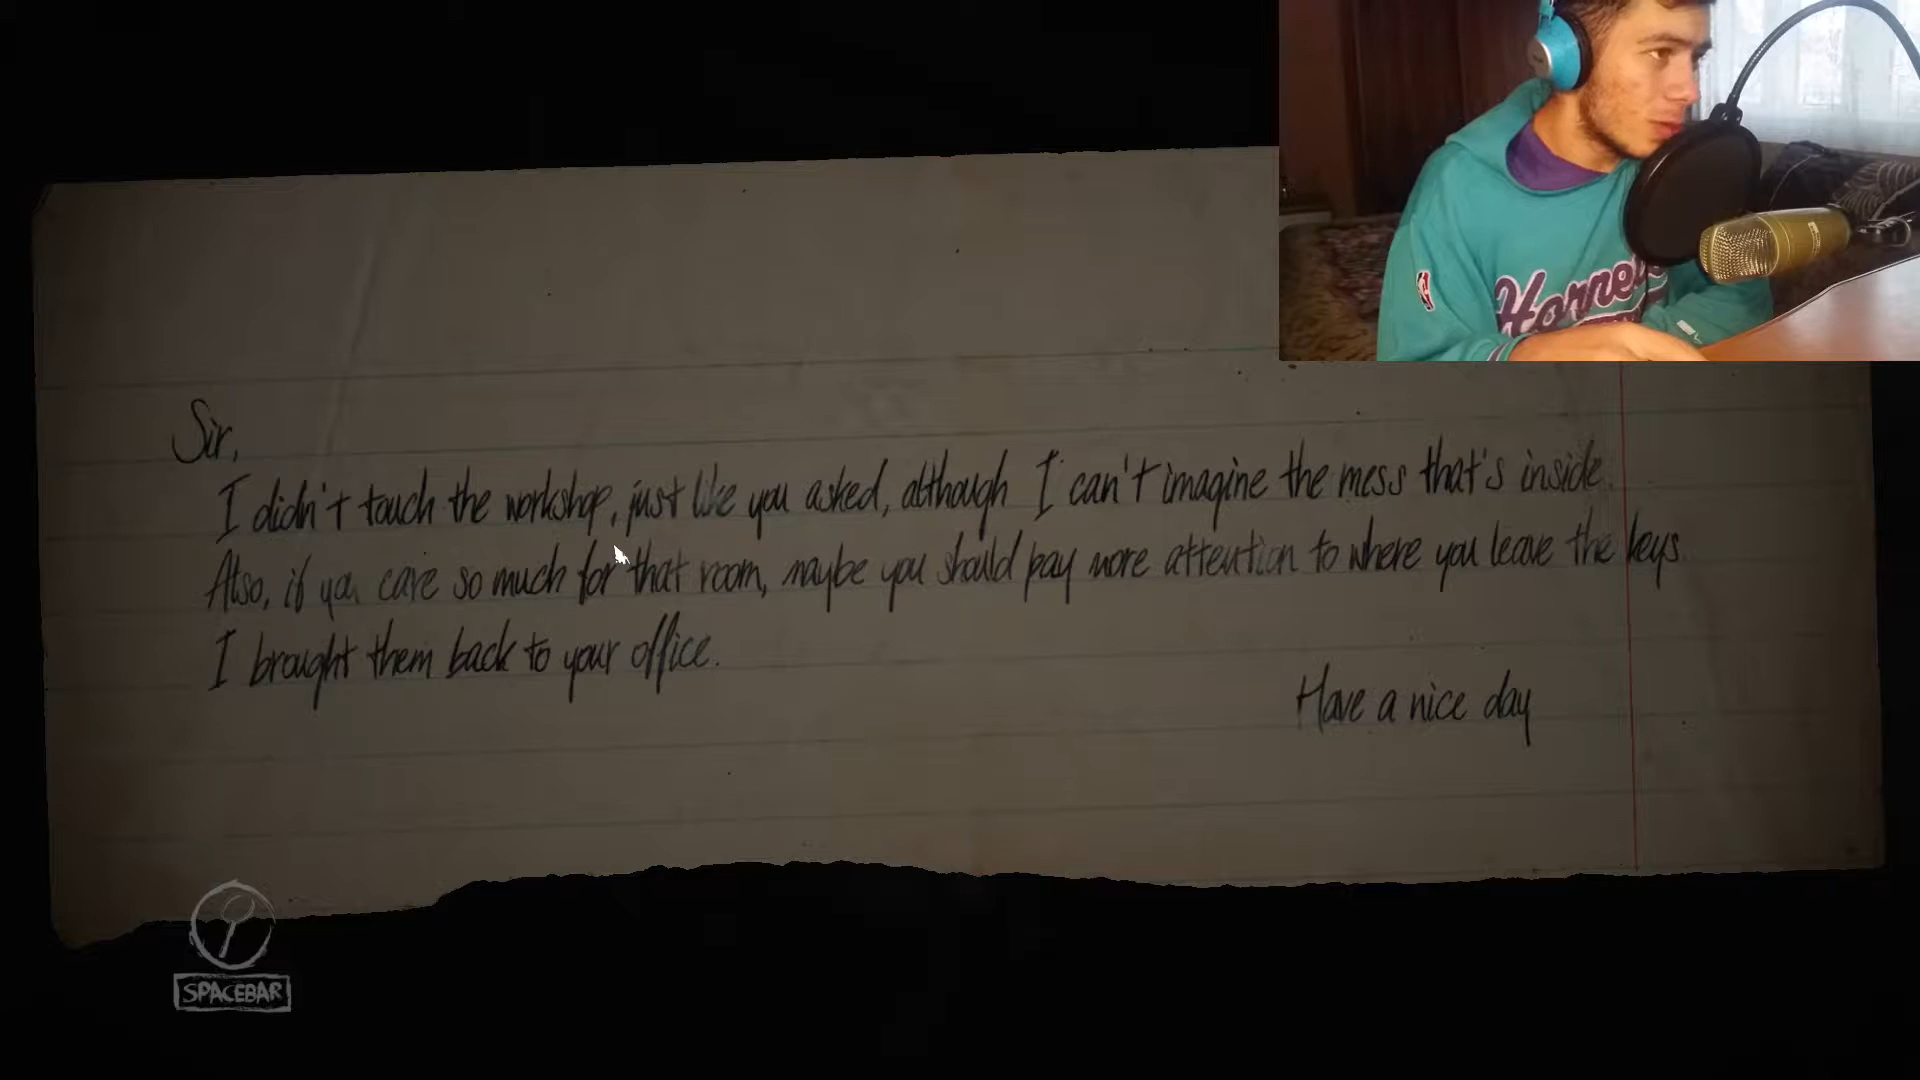 Sir,
I didn't touch the workshop, just like you asked, although I can't imagine the mess that's inside.
Also, if you care so much for that room, maybe you should pay more attention to where you leave the keys
I brought them back to your office.
Have a nice day
SPACEBAR
Hornets